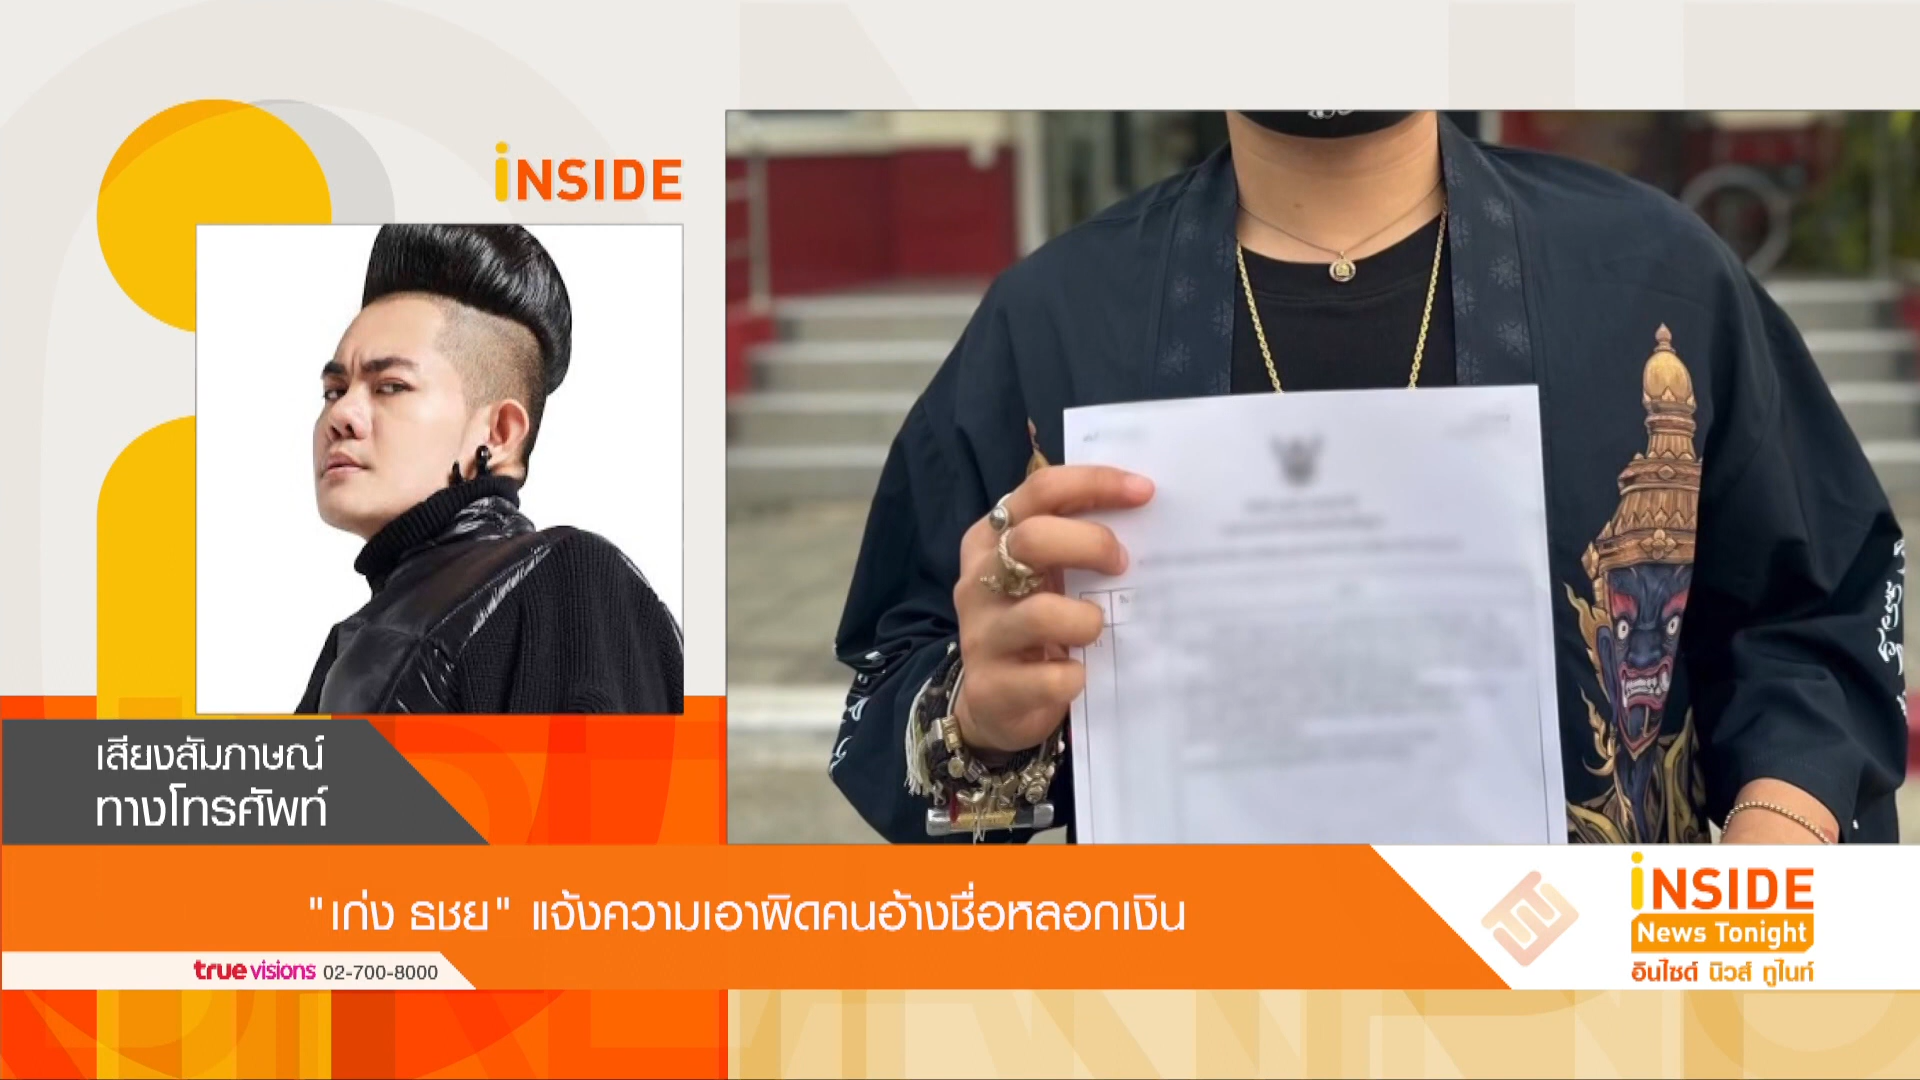 iNSIDE
เสียงสัมภาษณ์
ทางโทรศัพท์
"เก่ง ธชย" แจ้งความเอาผิดคนอ้างชื่อหลอกเงิน
truevisions 02-700-8000
iNSIDE
News Tonight
อินไซด์ นิวส์ ทูไนท์